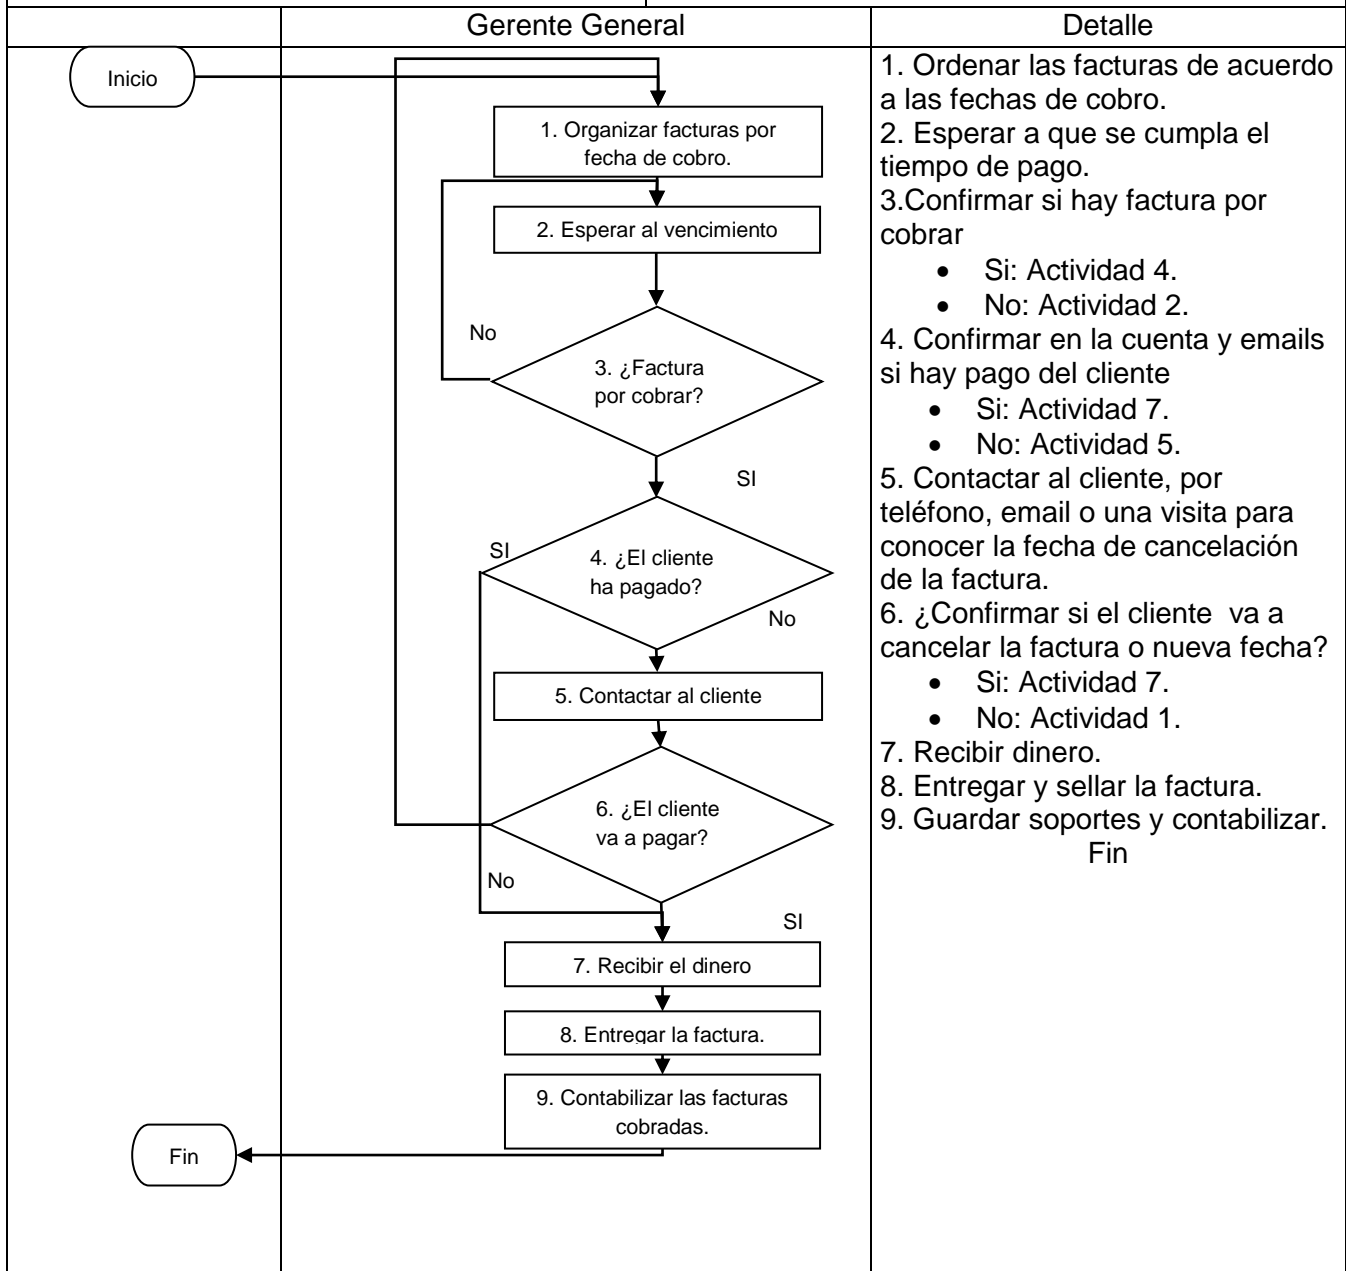 Gerente General
Detalle
Inicio
1. Organizar facturas por
fecha de cobro.
2. Esperar al vencimiento
No
3. ¿Factura
por cobrar?
SI
SI
4. ¿El cliente
ha pagado?
No
5. Contactar al cliente
6. ¿El cliente
va a pagar?
No
SI
7. Recibir el dinero
8. Entregar la factura.
9. Contabilizar las facturas
cobradas.
Fin
1. Ordenar las facturas de acuerdo
a las fechas de cobro.
2. Esperar a que se cumpla el
tiempo de pago.
3.Confirmar si hay factura por
cobrar
• Si: Actividad 4.
• No: Actividad 2.
4. Confirmar en la cuenta y emails
si hay pago del cliente
• Si: Actividad 7.
• No: Actividad 5.
5. Contactar al cliente, por
teléfono, email o una visita para
conocer la fecha de cancelación
de la factura.
6. ¿Confirmar si el cliente  va a
cancelar la factura o nueva fecha?
• Si: Actividad 7.
• No: Actividad 1.
7. Recibir dinero.
8. Entregar y sellar la factura.
9. Guardar soportes y contabilizar.
Fin